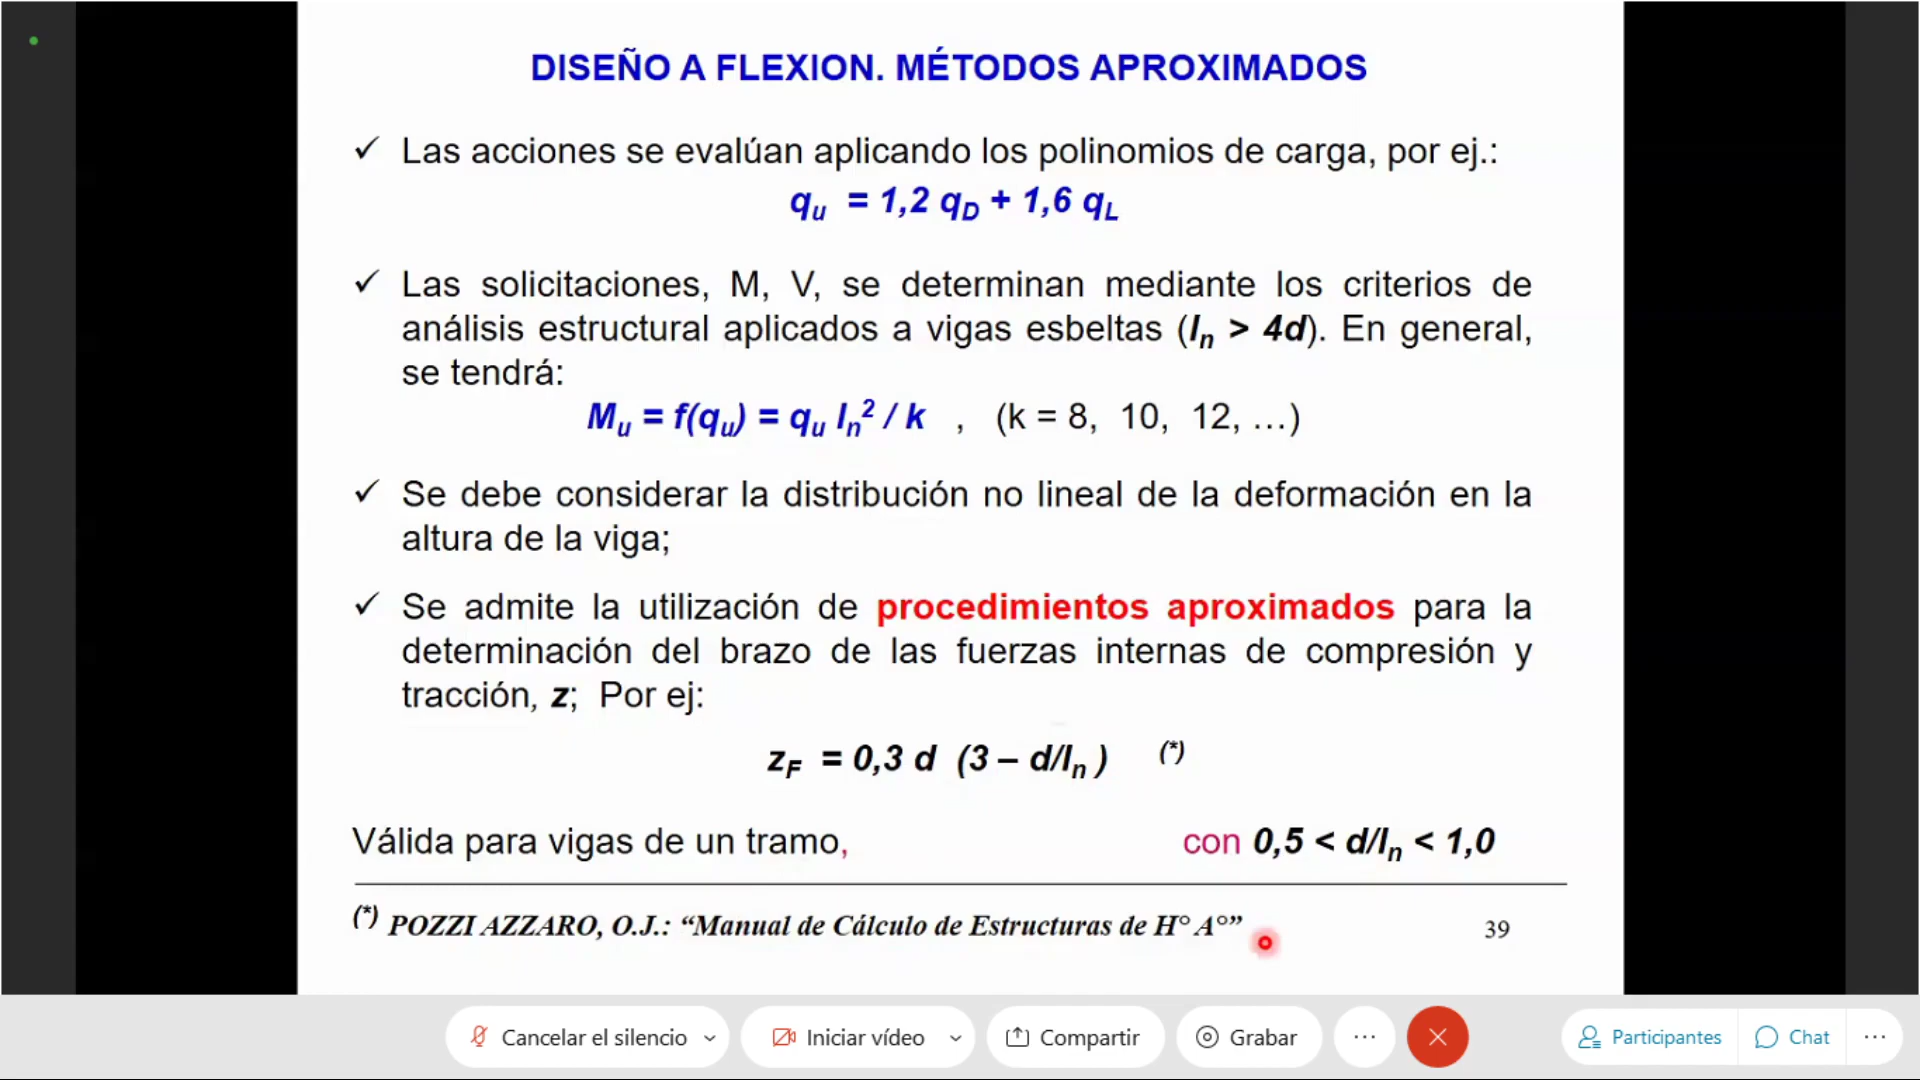 DISEÑO A FLEXION. MÉTODOS APROXIMADOS
✓ Las acciones se evalúan aplicando los polinomios de carga, por ej.:
qu = 1,2 qD + 1,6 qL
✓ Las solicitaciones, M, V, se determinan mediante los criterios de
análisis estructural aplicados a vigas esbeltas (ln > 4d). En general,
se tendrá:
Mu = f(qu) = qu ln² / k , (k = 8, 10, 12, ...)
✓ Se debe considerar la distribución no lineal de la deformación en la
altura de la viga;
✓ Se admite la utilización de procedimientos aproximados para la
determinación del brazo de las fuerzas internas de compresión y
tracción, z; Por ej:
zF = 0,3 d (3 – d/ln ) (*)
Válida para vigas de un tramo, con 0,5 < d/ln < 1,0
(*) POZZI AZZARO, O.J.: “Manual de Cálculo de Estructuras de H° A°”
39
Cancelar el silencio
Iniciar vídeo
Compartir
Grabar
Participantes
Chat